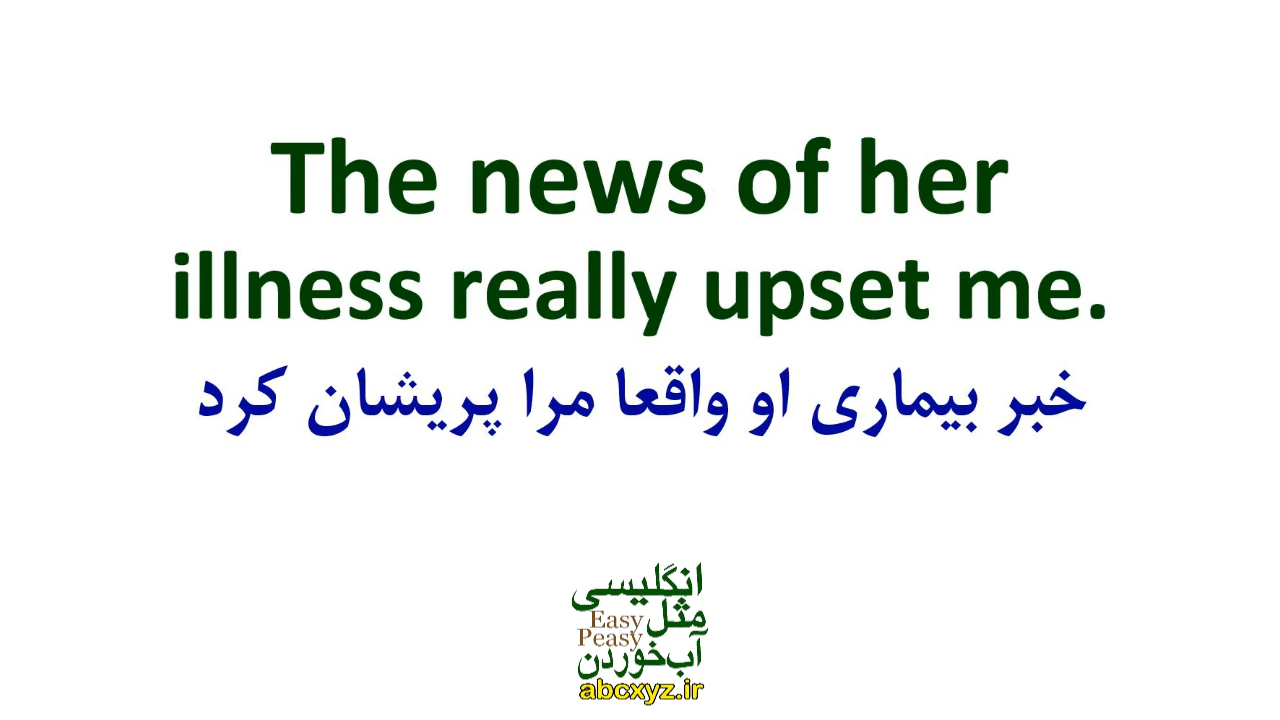 The news of her
illness really upset me.
خبر بیماری او واقعا مرا پریشان کرد
انگلیسی
مثل
Easy
Peasy
آب‌خوردن
abcxyz.ir